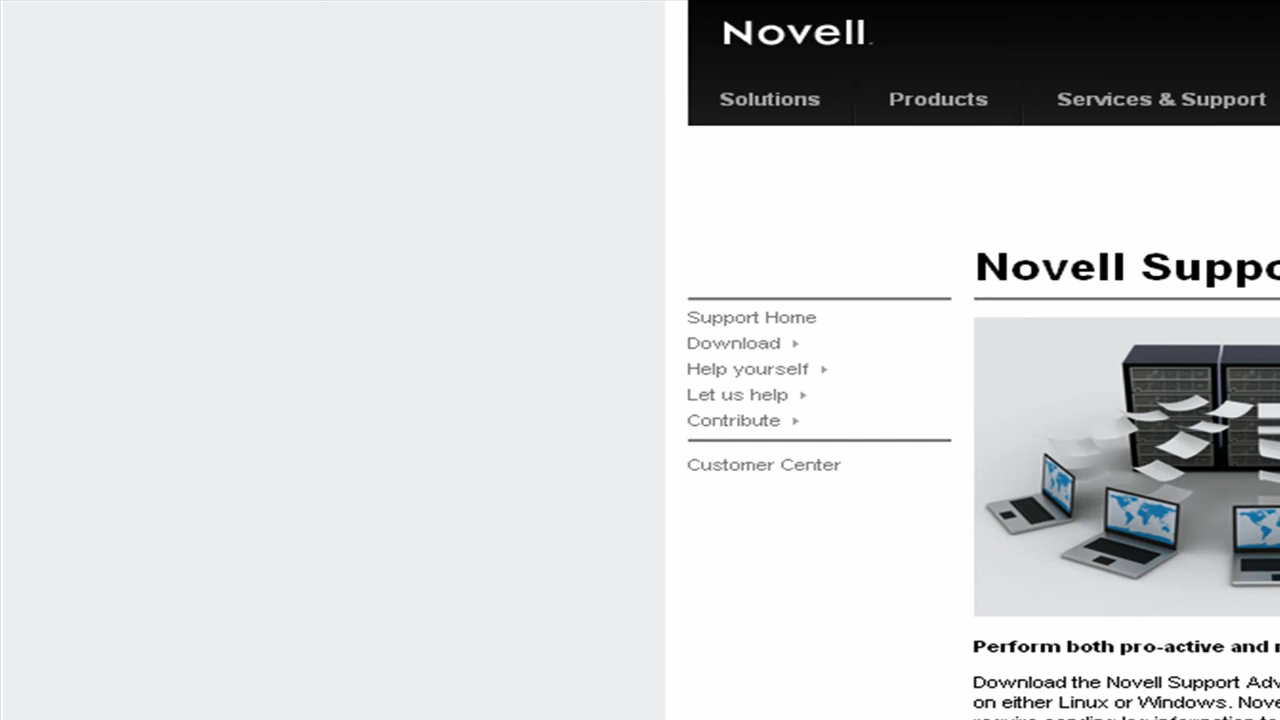 Novell.
Solutions Products Services & Support
Novell Suppo
Support Home
Download
Help yourself
Let us help
Contribute
Customer Center
Perform both pro-active and
Download the Novell Support Adv
on either Linux or Windows. Nove